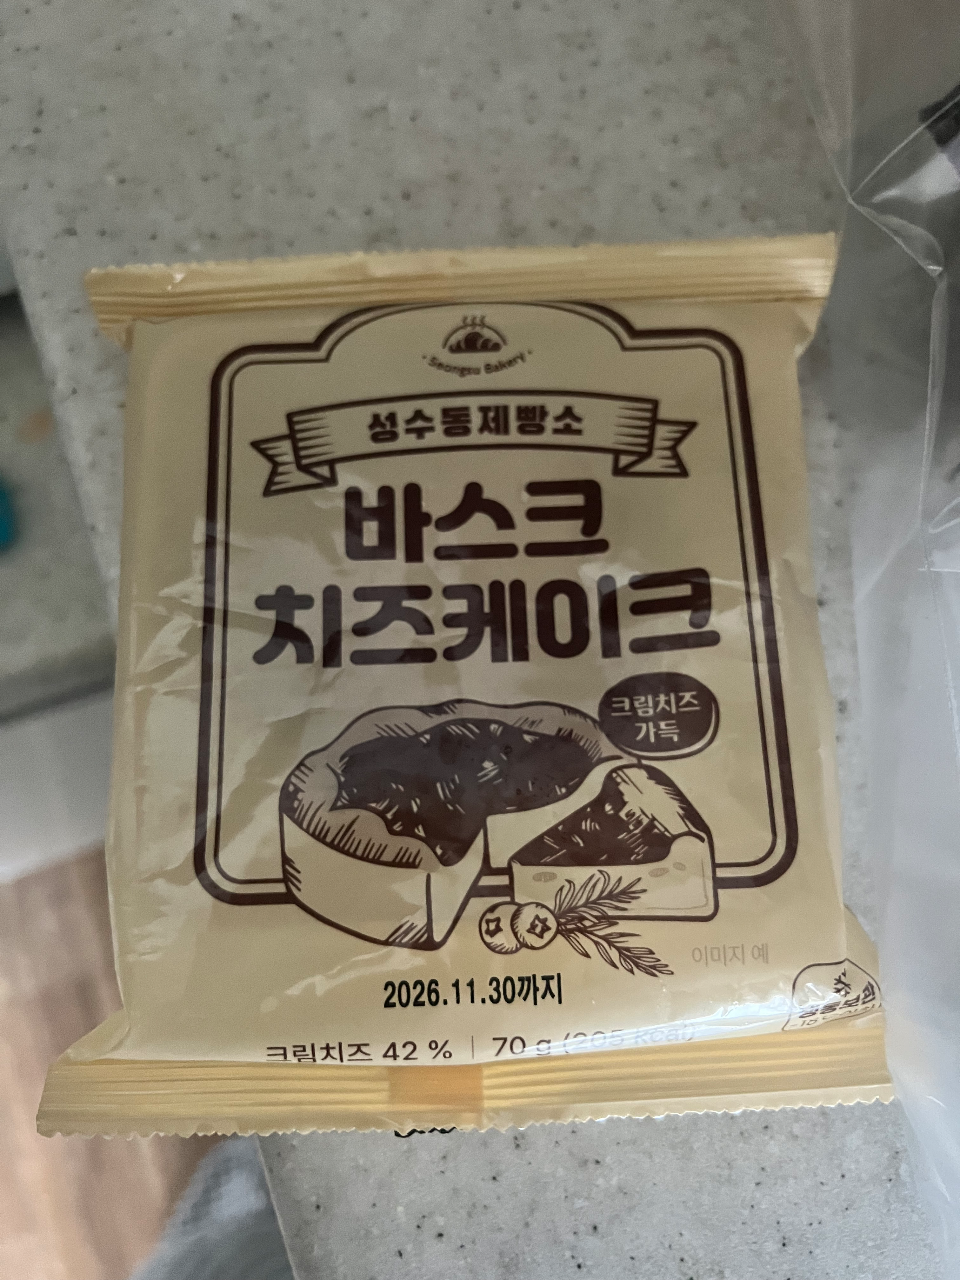 Seongsu Bakery
성수동제빵소
바스크
치즈케이크
크림치즈
가득
이미지 예
2026.11.30까지
크림치즈 42 % | 70 g (205 kcal)